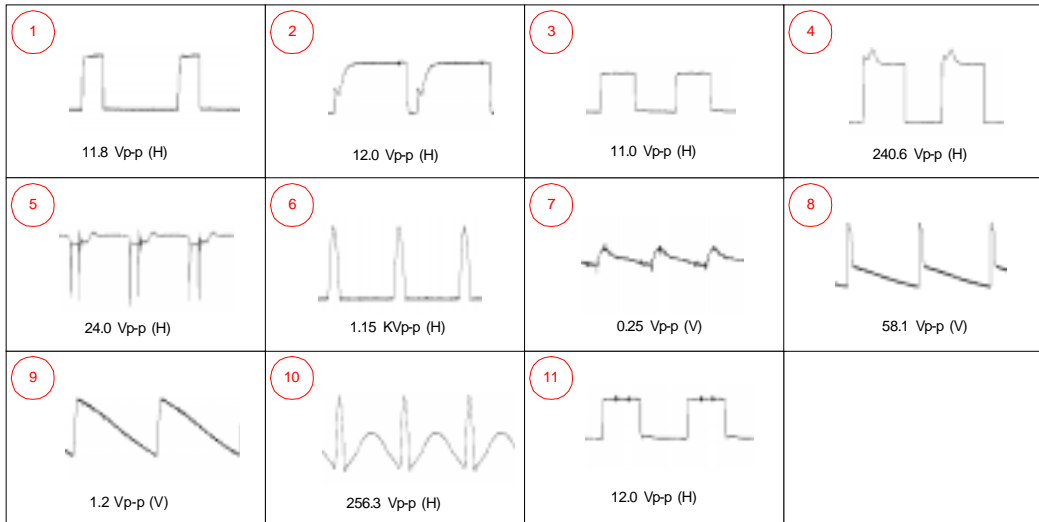 1
11.8 Vp-p (H)
2
12.0 Vp-p (H)
3
11.0 Vp-p (H)
4
240.6 Vp-p (H)
5
24.0 Vp-p (H)
6
1.15 KVp-p (H)
7
0.25 Vp-p (V)
8
58.1 Vp-p (V)
9
1.2 Vp-p (V)
10
256.3 Vp-p (H)
11
12.0 Vp-p (H)